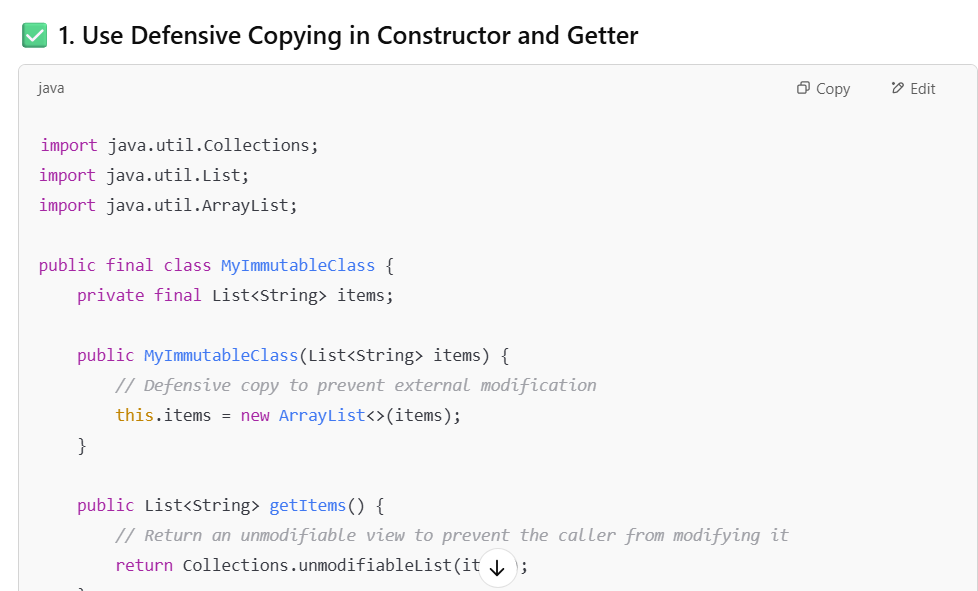 ✅ 1. Use Defensive Copying in Constructor and Getter
java Copy Edit
import java.util.Collections;
import java.util.List;
import java.util.ArrayList;

public final class MyImmutableClass {
    private final List<String> items;

    public MyImmutableClass(List<String> items) {
        // Defensive copy to prevent external modification
        this.items = new ArrayList<>(items);
    }

    public List<String> getItems() {
        // Return an unmodifiable view to prevent the caller from modifying it
        return Collections.unmodifiableList(it ;